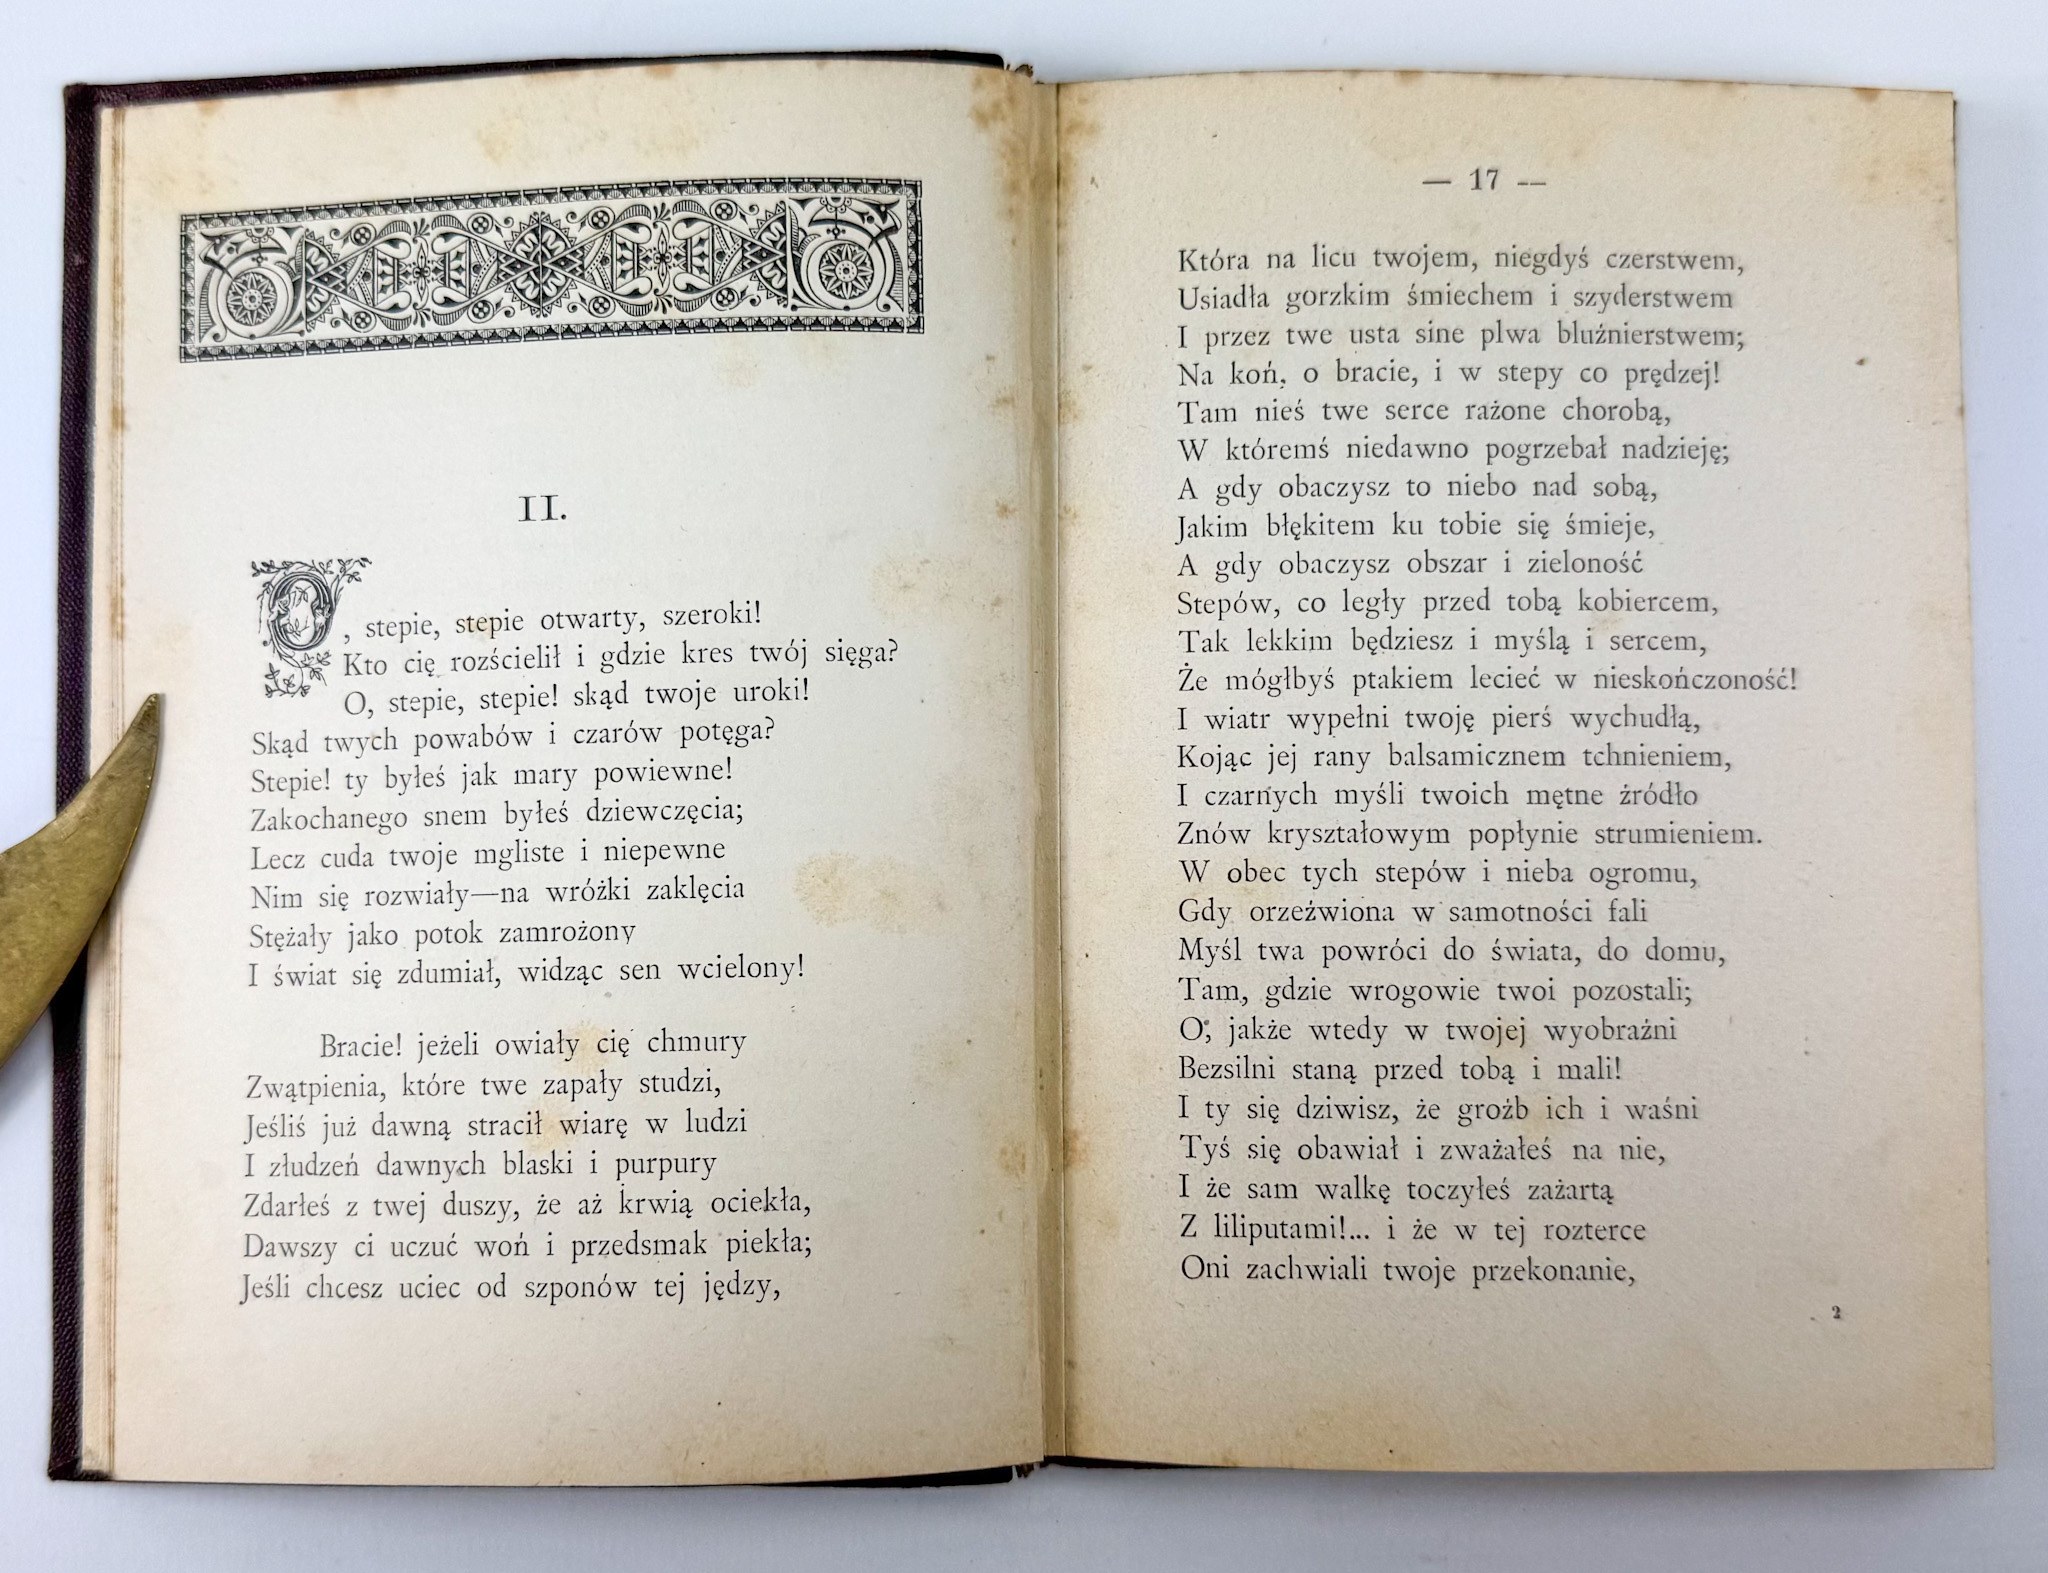 II.
O, stepie, stepie otwarty, szeroki!
Kto cię rozścielił i gdzie kres twój sięga?
O, stepie, stepie! skąd twoje uroki!
Skąd twych powabów i czarów potęga?
Stepie! ty byłeś jak mary powiewne!
Zakochanego snem byłeś dziewczęcia;
Lecz cuda twoje mgliste i niepewne
Nim się rozwiały—na wróżki zaklęcia
Stężały jako potok zamrożony
I świat się zdumiał, widząc sen wcielony!
Bracie! jeżeli owiały cię chmury
Zwątpienia, które twe zapały studzi,
Jeśliś już dawną stracił wiarę w ludzi
I złudzeń dawnych blaski i purpury
Zdarłeś z twej duszy, że aż krwią ociekła,
Dawszy ci uczuć woń i przedsmak piekła;
Jeśli chcesz uciec od szponów tej jędzy,
— 17 —
Która na licu twojem, niegdyś czerstwem,
Usiadła gorzkim śmiechem i szyderstwem
I przez twe usta sine plwa bluźnierstwem;
Na koń, o bracie, i w stepy co prędzej!
Tam nieś twe serce rażone chorobą,
W któremś niedawno pogrzebał nadzieję;
A gdy obaczysz to niebo nad sobą,
Jakim błękitem ku tobie się śmieje,
A gdy obaczysz obszar i zieloność
Stepów, co legły przed tobą kobiercem,
Tak lekkim będziesz i myślą i sercem,
Że mógłbyś ptakiem lecieć w nieskończoność!
I wiatr wypełni twoję pierś wychudłą,
Kojąc jej rany balsamicznem tchnieniem,
I czarnych myśli twoich mętne źródło
Znów kryształowym popłynie strumieniem.
W obec tych stepów i nieba ogromu,
Gdy orzeźwiona w samotności fali
Myśl twa powróci do świata, do domu,
Tam, gdzie wrogowie twoi pozostali;
O, jakże wtedy w twojej wyobraźni
Bezsilni staną przed tobą i mali!
I ty się dziwisz, że groźb ich i waśni
Tyś się obawiał i zważałeś na nie,
I że sam walkę toczyłeś zażartą
Z liliputami!... i że w tej rozterce
Oni zachwiali twoje przekonanie,
2